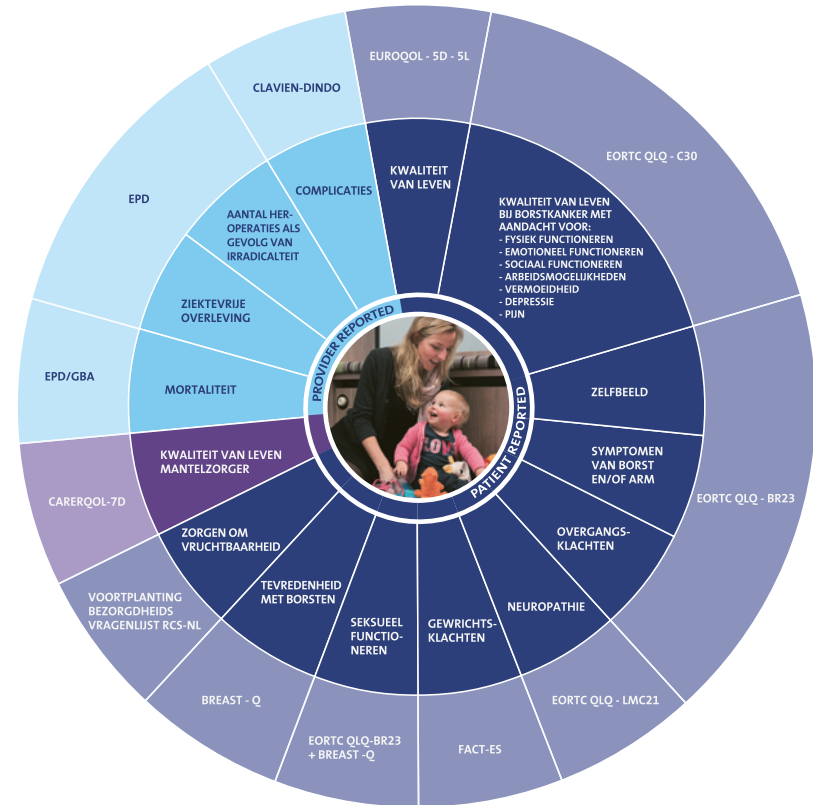 EUROQOL - 5D - 5L
KWALITEIT
VAN LEVEN
EORTC QLQ - C30
KWALITEIT VAN LEVEN
BIJ BORSTKANKER MET
AANDACHT VOOR:
- FYSIEK FUNCTIONEREN
- EMOTIONEEL FUNCTIONEREN
- SOCIAAL FUNCTIONEREN
- ARBEIDSMOGELIJKHEDEN
- VERMOEIDHEID
- DEPRESSIE
- PIJN
ZELFBEELD
SYMPTOMEN
VAN BORST
EN/OF ARM
EORTC QLQ - BR23
OVERGANGS-
KLACHTEN
NEUROPATHIE
EORTC QLQ - LMC21
GEWRICHTS-
KLACHTEN
FACT-ES
SEKSUEEL
FUNCTIO-
NEREN
EORTC QLQ-BR23
+ BREAST -Q
TEVREDENHEID
MET BORSTEN
BREAST - Q
ZORGEN OM
VRUCHTBAARHEID
VOORTPLANTING
BEZORGDHEIDS
VRAGENLIJST RCS-NL
KWALITEIT VAN LEVEN
MANTELZORGER
CARERQOL-7D
MORTALITEIT
EPD/GBA
ZIEKTEVRIJE
OVERLEVING
AANTAL HER-
OPERATIES ALS
GEVOLG VAN
IRRADICALTEIT
EPD
COMPLICATIES
CLAVIEN-DINDO
PROVIDER REPORTED
PATIENT REPORTED